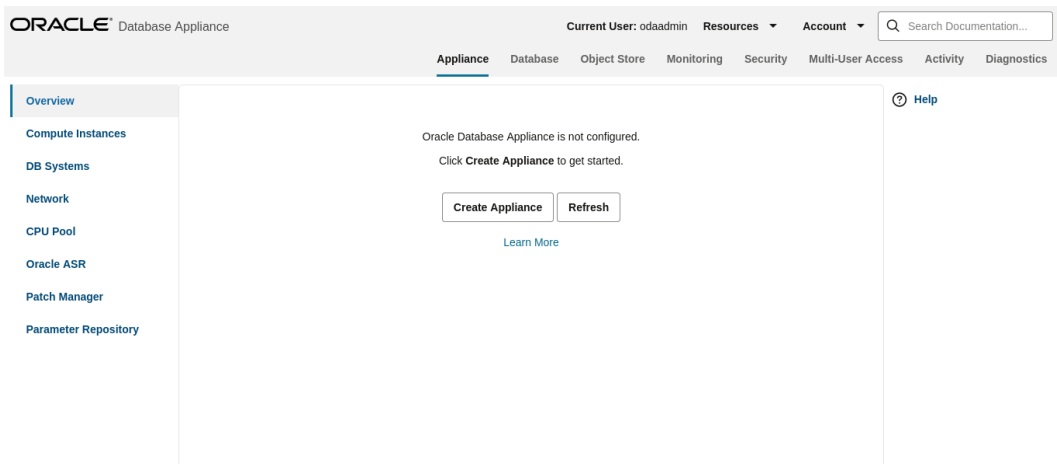 ORACLE Database Appliance
Current User: odaadmin Resources Account Search Documentation...
Appliance Database Object Store Monitoring Security Multi-User Access Activity Diagnostics
Overview
Compute Instances
DB Systems
Network
CPU Pool
Oracle ASR
Patch Manager
Parameter Repository
Oracle Database Appliance is not configured.
Click Create Appliance to get started.
Create Appliance Refresh
Learn More
Help